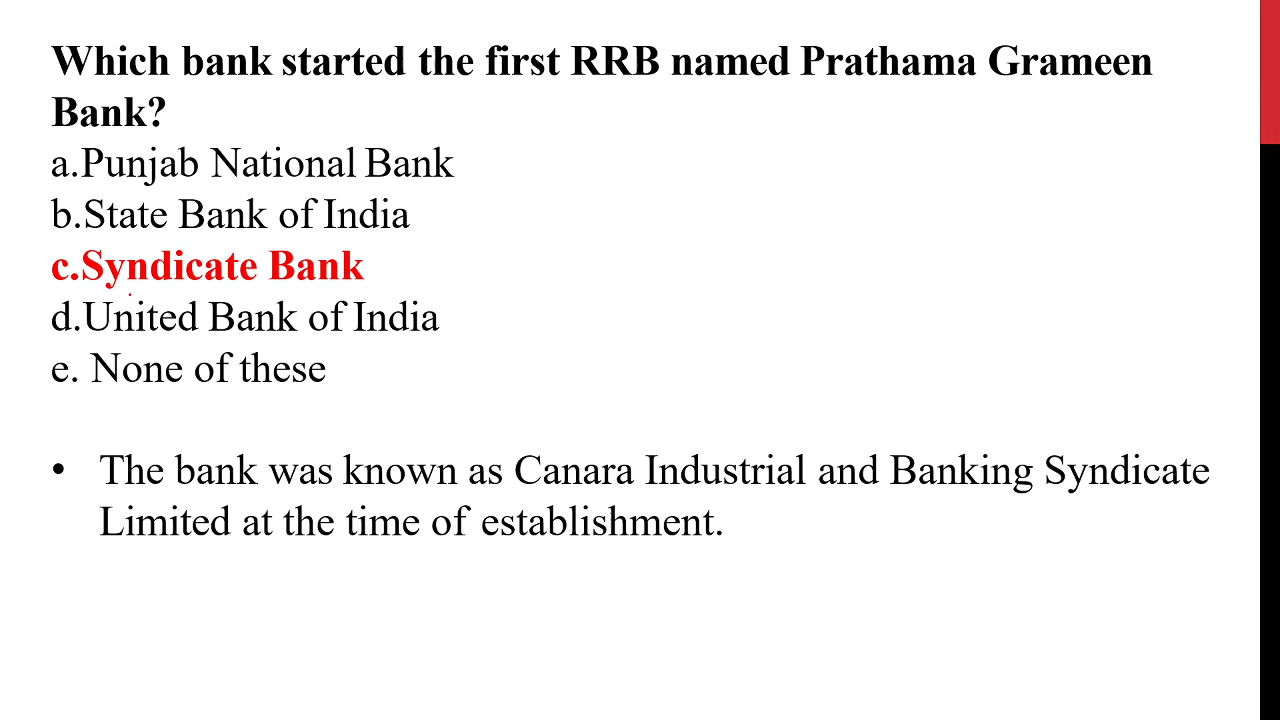 Which bank started the first RRB named Prathama Grameen
Bank?
a.Punjab National Bank
b.State Bank of India
c.Syndicate Bank
d.United Bank of India
e. None of these
• The bank was known as Canara Industrial and Banking Syndicate
Limited at the time of establishment.